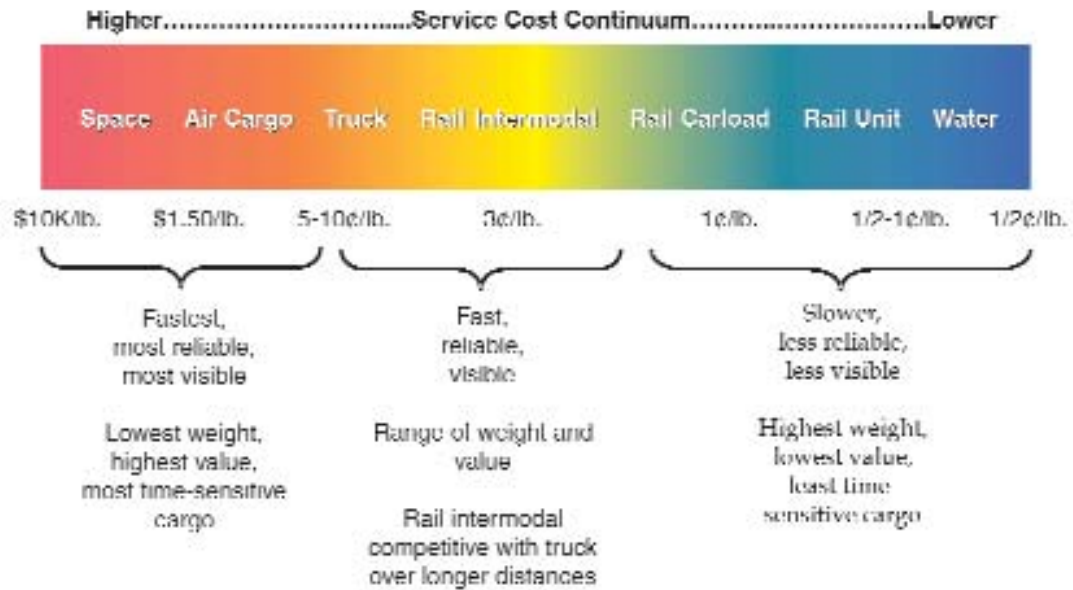 Higher.............................Service Cost Continuum...........................Lower
Space Air Cargo Truck Rail Intermodal Rail Carload Rail Unit Water
$10K/lb. $1.50/lb. 5-10¢/lb. 3¢/lb. 1¢/lb. 1/2-1¢/lb. 1/2¢/lb.
Fastest,
most reliable,
most visible
Lowest weight,
highest value,
most time-sensitive
cargo
Fast,
reliable,
visible
Range of weight and
value
Rail intermodal
competitive with truck
over longer distances
Slower,
less reliable,
less visible
Highest weight,
lowest value,
least time
sensitive cargo